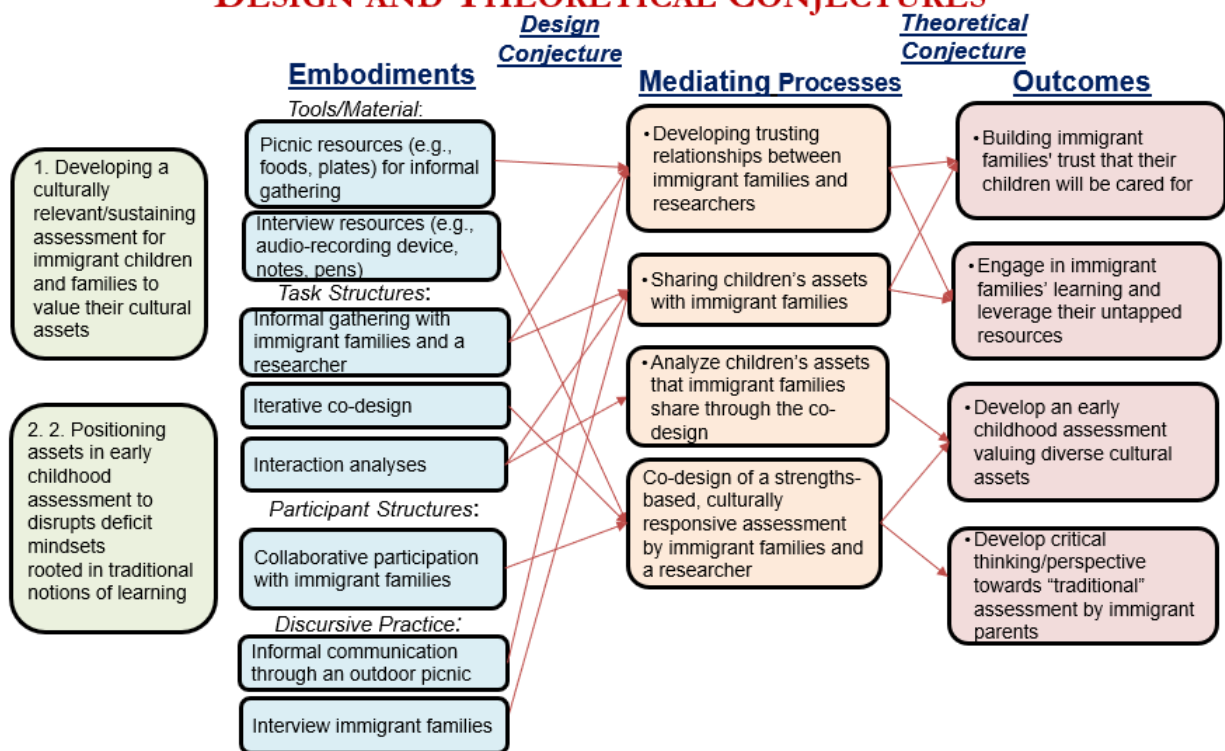 DESIGN AND THEORETICAL CONJECTURES
Design
Conjecture
Theoretical
Conjecture
Embodiments
Mediating Processes
Outcomes
1. Developing a
culturally
relevant/sustaining
assessment for
immigrant children
and families to
value their cultural
assets
2. 2. Positioning
assets in early
childhood
assessment to
disrupts deficit
mindsets
rooted in traditional
notions of learning
Tools/Material:
Picnic resources (e.g.,
foods, plates) for informal
gathering
Interview resources (e.g.,
audio-recording device,
notes, pens)
Task Structures:
Informal gathering with
immigrant families and a
researcher
Iterative co-design
Interaction analyses
Participant Structures:
Collaborative participation
with immigrant families
Discursive Practice:
Informal communication
through an outdoor picnic
Interview immigrant families
• Developing trusting
relationships between
immigrant families and
researchers
• Sharing children's assets
with immigrant families
• Analyze children's assets
that immigrant families
share through the co-
design
Co-design of a strengths-
based, culturally
responsive assessment
by immigrant families and
a researcher
• Building immigrant
families' trust that their
children will be cared for
• Engage in immigrant
families' learning and
leverage their untapped
resources
• Develop an early
childhood assessment
valuing diverse cultural
assets
• Develop critical
thinking/perspective
towards "traditional"
assessment by immigrant
parents